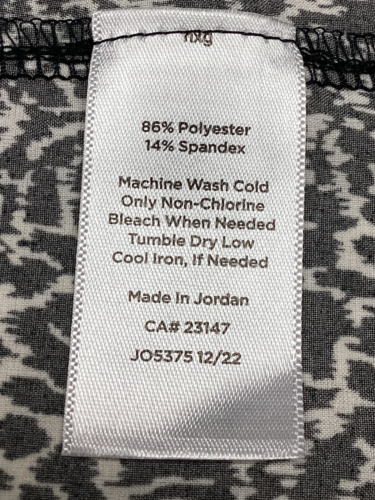 86% Polyester
14% Spandex
Machine Wash Cold
Only Non-Chlorine
Bleach When Needed
Tumble Dry Low
Cool Iron, If Needed
Made In Jordan
CA# 23147
JO5375 12/22